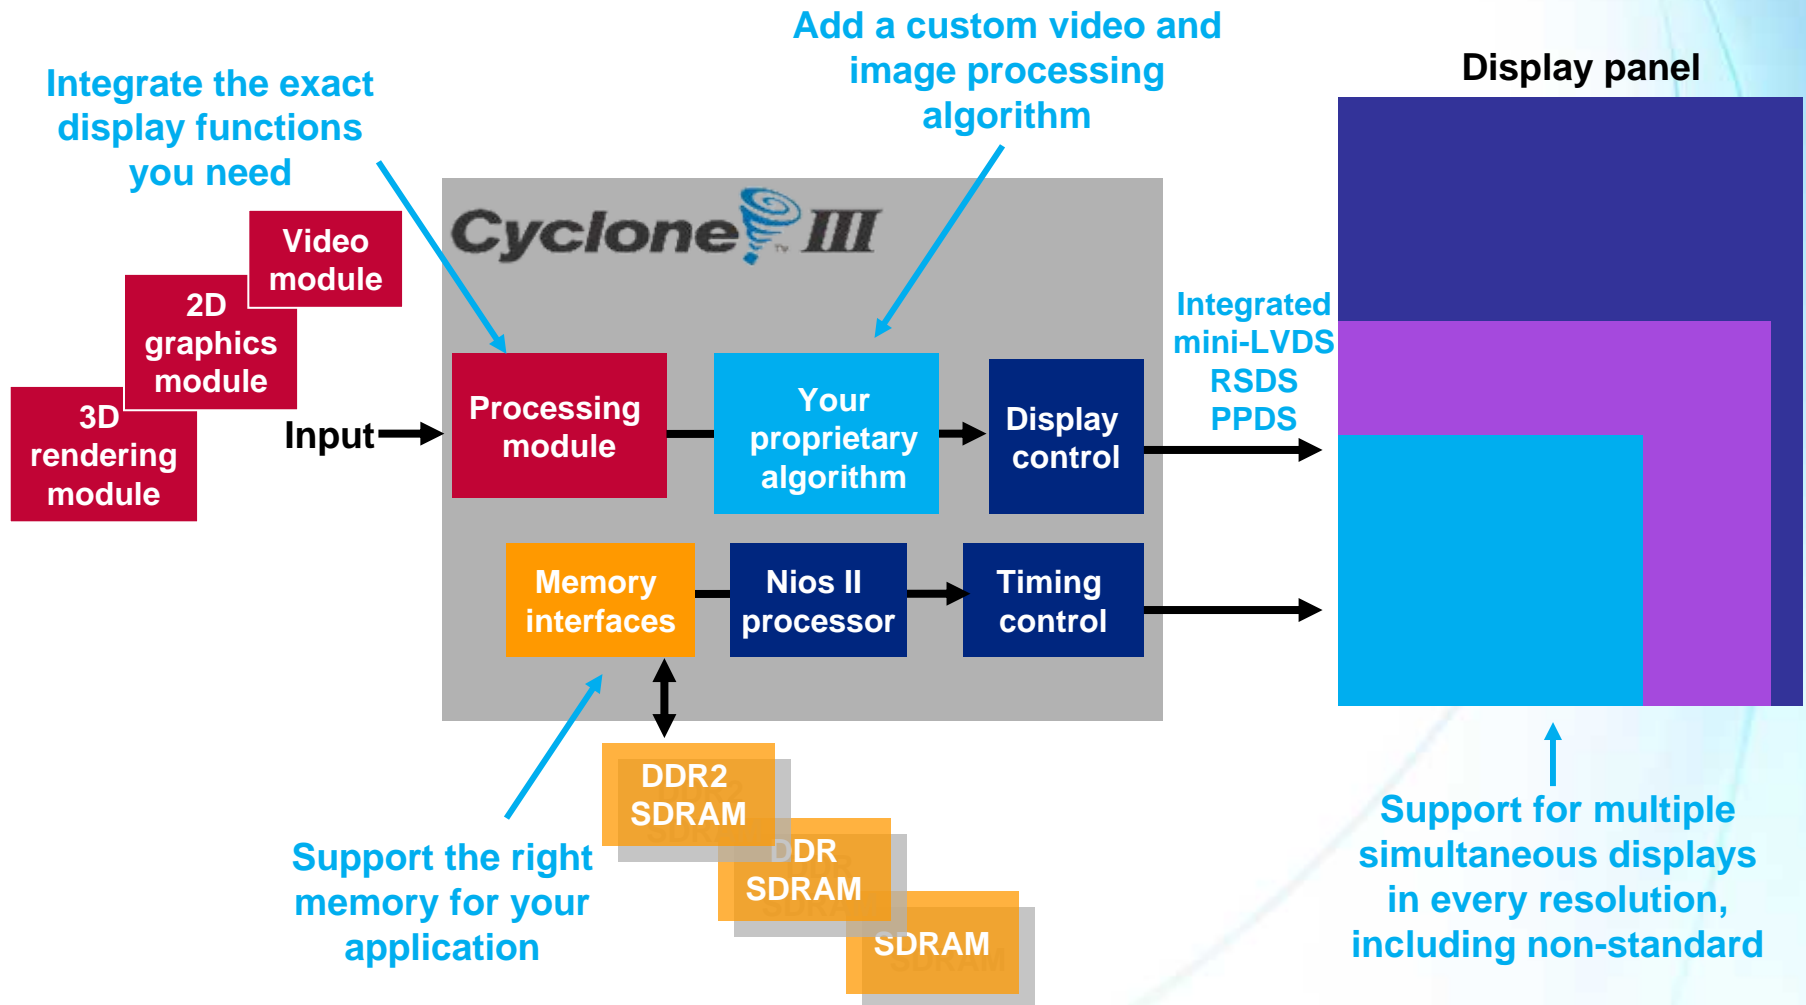 Add a custom video and
image processing
algorithm
Integrate the exact
display functions
you need
Display panel
Cyclone III
TM
Video
module
2D
graphics
module
3D
rendering
module
Input
Processing
module
Your
proprietary
algorithm
Display
control
Integrated
mini-LVDS
RSDS
PPDS
Memory
interfaces
Nios II
processor
Timing
control
DDR2
SDRAM
DDR
SDRAM
SDRAM
Support the right
memory for your
application
Support for multiple
simultaneous displays
in every resolution,
including non-standard